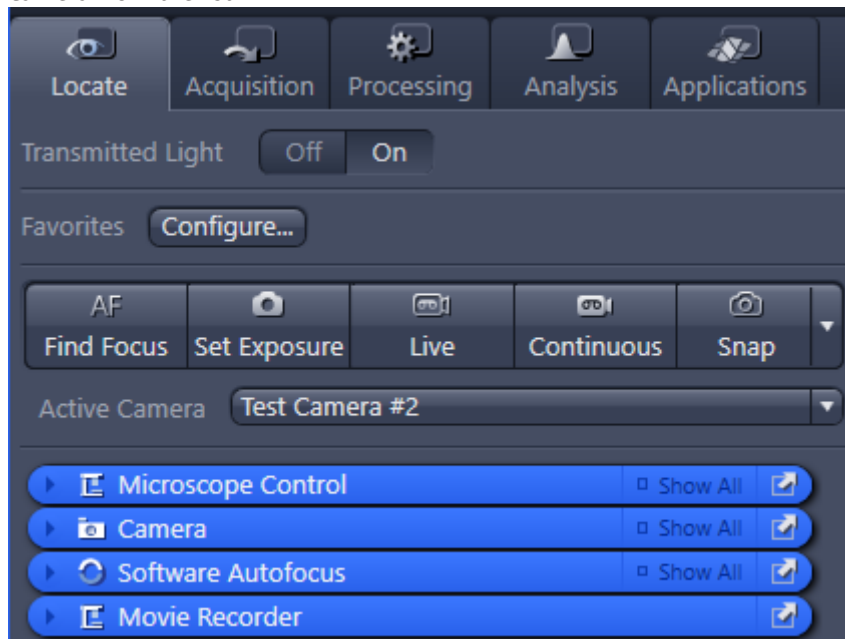 Locate Acquisition Processing Analysis Applications
Transmitted Light Off On
Favorites Configure...
AF
Find Focus Set Exposure Live Continuous Snap
Active Camera Test Camera #2
Microscope Control Show All
Camera Show All
Software Autofocus Show All
Movie Recorder